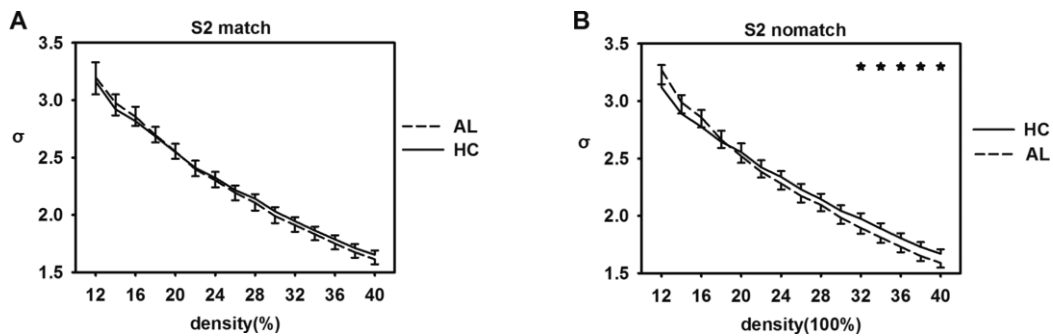 A
S2 match
3.5
3.0
2.5
2.0
1.5
σ
12 16 20 24 28 32 36 40
density(%)
AL
HC
B
S2 nomatch
3.5
3.0
2.5
2.0
1.5
σ
★ ★ ★ ★ ★
12 16 20 24 28 32 36 40
density(100%)
HC
AL